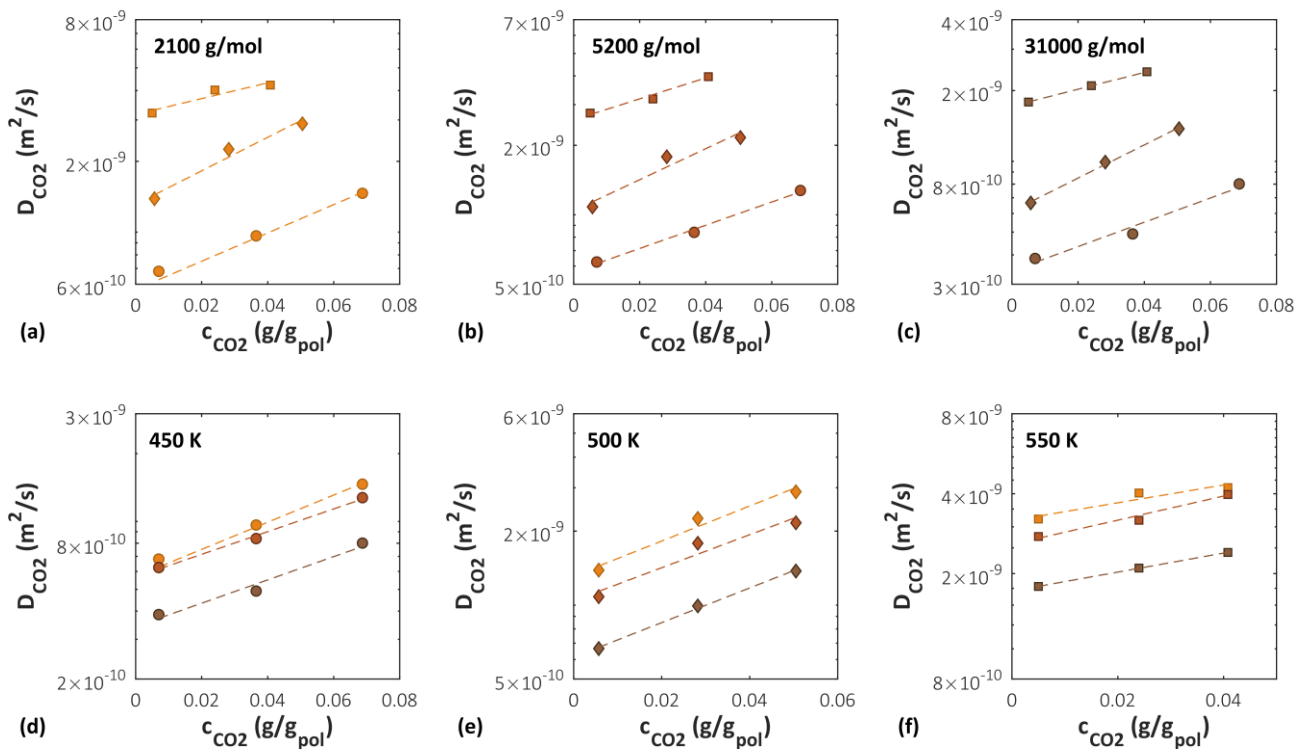 8×10⁻⁹
2100 g/mol
D_CO2 (m²/s)
2×10⁻⁹
6×10⁻¹⁰
0 0.02 0.04 0.06 0.08
(a) c_CO2 (g/g_pol)
7×10⁻⁹
5200 g/mol
D_CO2 (m²/s)
2×10⁻⁹
5×10⁻¹⁰
0 0.02 0.04 0.06 0.08
(b) c_CO2 (g/g_pol)
4×10⁻⁹
31000 g/mol
D_CO2 (m²/s)
2×10⁻⁹
8×10⁻¹⁰
3×10⁻¹⁰
0 0.02 0.04 0.06 0.08
(c) c_CO2 (g/g_pol)
3×10⁻⁹
450 K
D_CO2 (m²/s)
8×10⁻¹⁰
2×10⁻¹⁰
0 0.02 0.04 0.06 0.08
(d) c_CO2 (g/g_pol)
6×10⁻⁹
500 K
D_CO2 (m²/s)
2×10⁻⁹
5×10⁻¹⁰
0 0.02 0.04 0.06
(e) c_CO2 (g/g_pol)
8×10⁻⁹
550 K
D_CO2 (m²/s)
4×10⁻⁹
2×10⁻⁹
8×10⁻¹⁰
0 0.02 0.04
(f) c_CO2 (g/g_pol)